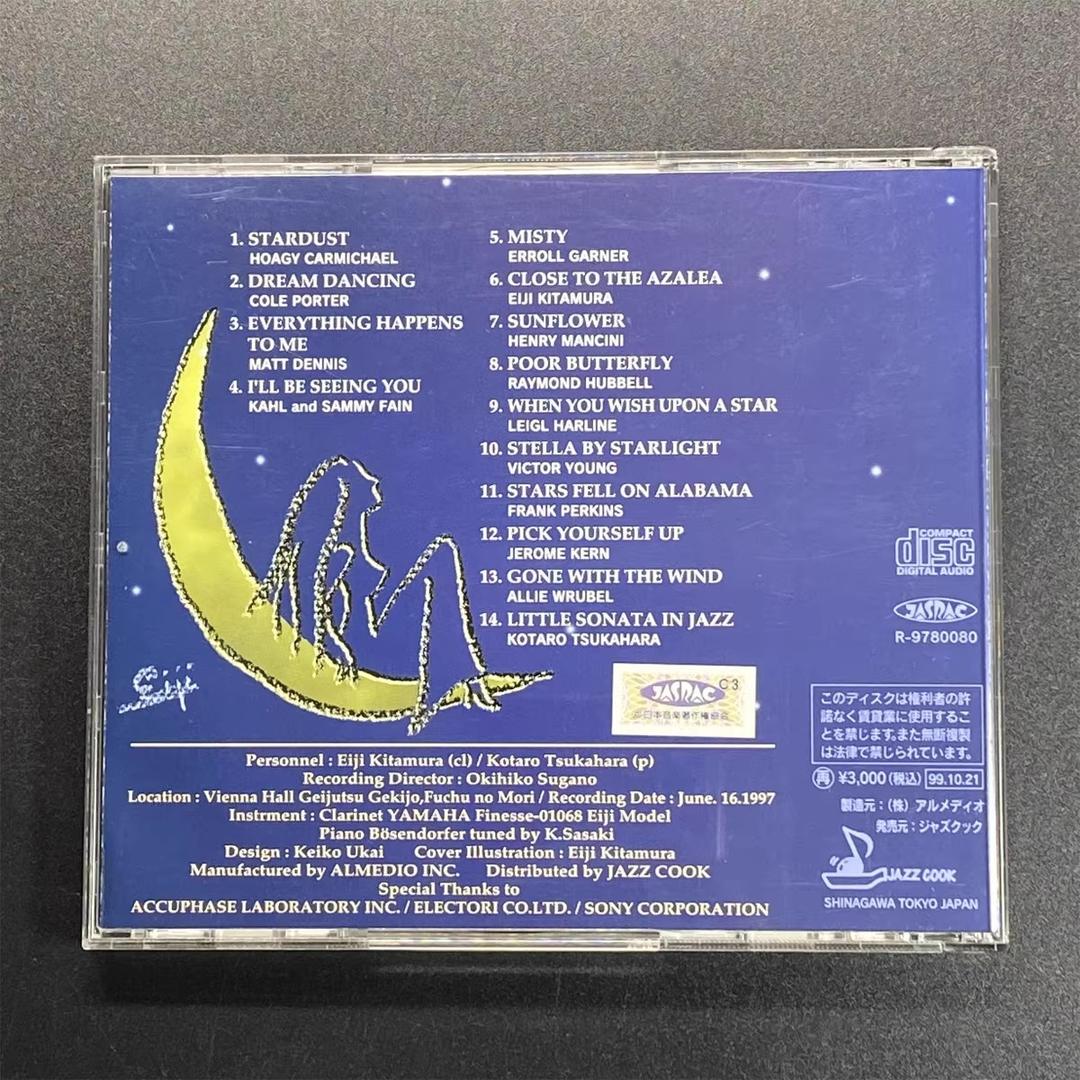 1. STARDUST
HOAGY CARMICHAEL
2. DREAM DANCING
COLE PORTER
3. EVERYTHING HAPPENS
TO ME
MATT DENNIS
4. I'LL BE SEEING YOU
KAHL and SAMMY FAIN
5. MISTY
ERROLL GARNER
6. CLOSE TO THE AZALEA
EIJI KITAMURA
7. SUNFLOWER
HENRY MANCINI
8. POOR BUTTERFLY
RAYMOND HUBBELL
9. WHEN YOU WISH UPON A STAR
LEIGL HARLINE
10. STELLA BY STARLIGHT
VICTOR YOUNG
11. STARS FELL ON ALABAMA
FRANK PERKINS
12. PICK YOURSELF UP
JEROME KERN
13. GONE WITH THE WIND
ALLIE WRUBEL
14. LITTLE SONATA IN JAZZ
KOTARO TSUKAHARA
COMPACT
disc
DIGITAL AUDIO
JASRAC
R-9780080
JASRAC C3
日本音楽著作権協会
Eiji
このディスクは権利者の許
諾なく賃貸業に使用するこ
とを禁じます。また無断複製
は法律で禁じられています。
再 ¥3,000(税込) 99.10.21
製造元:(株)アルメディオ
発売元:ジャズクック
JAZZ COOK
SHINAGAWA TOKYO JAPAN
Personnel : Eiji Kitamura (cl) / Kotaro Tsukahara (p)
Recording Director : Okihiko Sugano
Location : Vienna Hall Geijutsu Gekijo,Fuchu no Mori / Recording Date : June. 16.1997
Instrment : Clarinet YAMAHA Finesse-01068 Eiji Model
Piano Bösendorfer tuned by K.Sasaki
Design : Keiko Ukai Cover Illustration : Eiji Kitamura
Manufactured by ALMEDIO INC. Distributed by JAZZ COOK
Special Thanks to
ACCUPHASE LABORATORY INC. / ELECTORI CO.LTD. / SONY CORPORATION